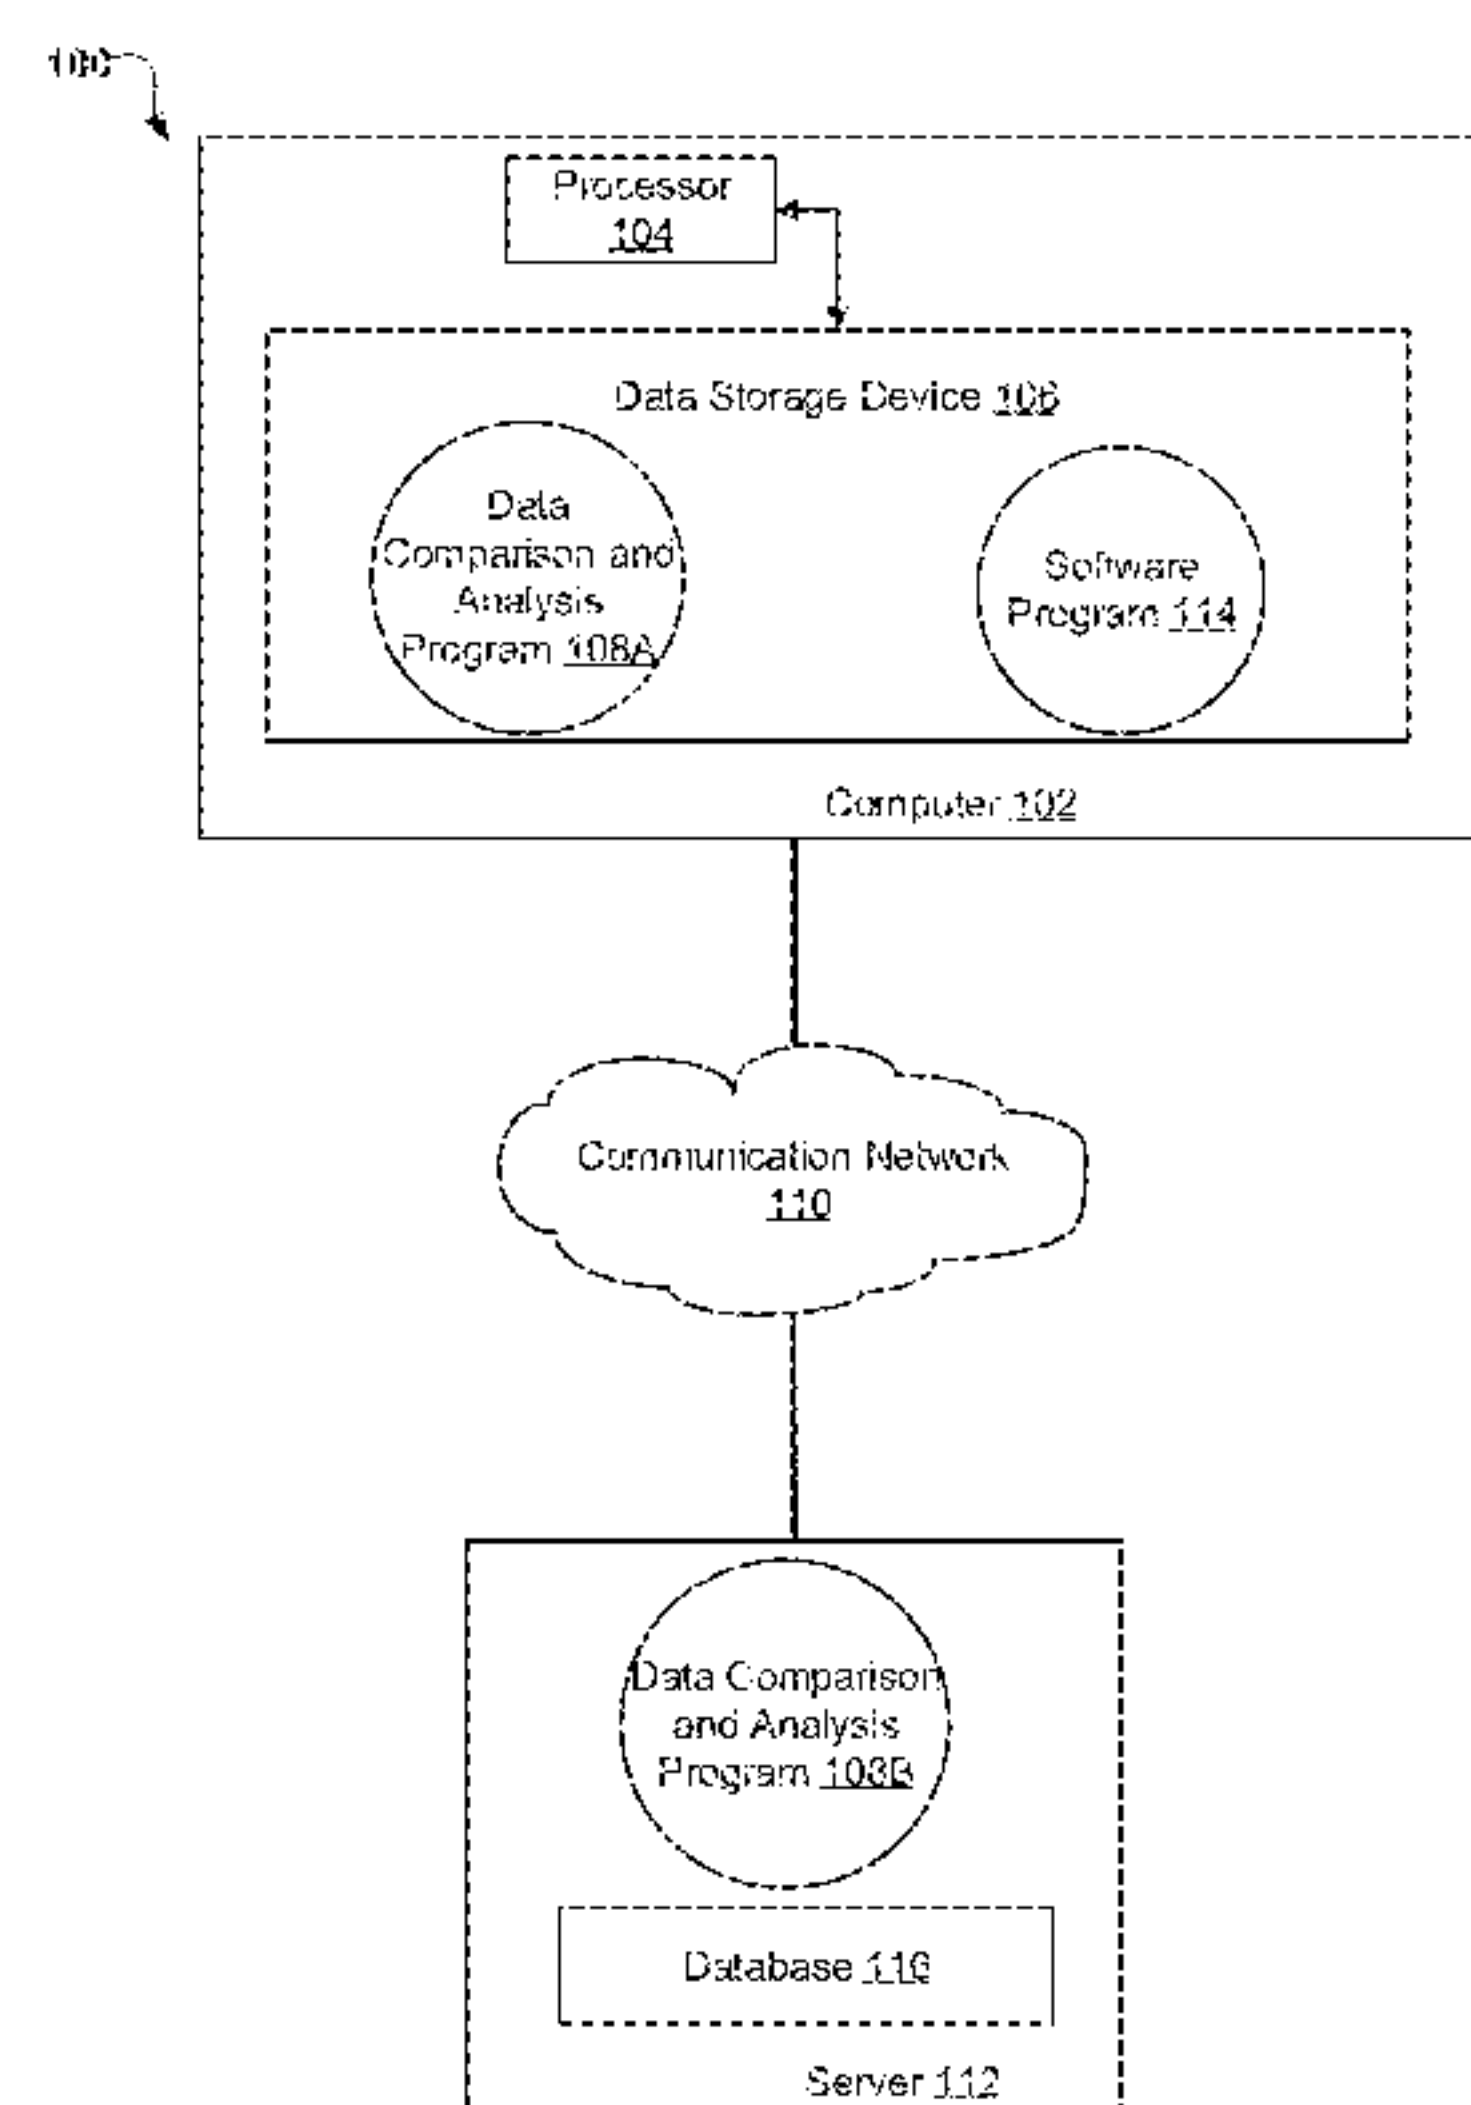 100
Processor
104
Data Storage Device 106
Data
Comparison and
Analysis
Program 108A
Software
Program 114
Computer 102
Communication Network
110
Data Comparison
and Analysis
Program 108B
Database 116
Server 112